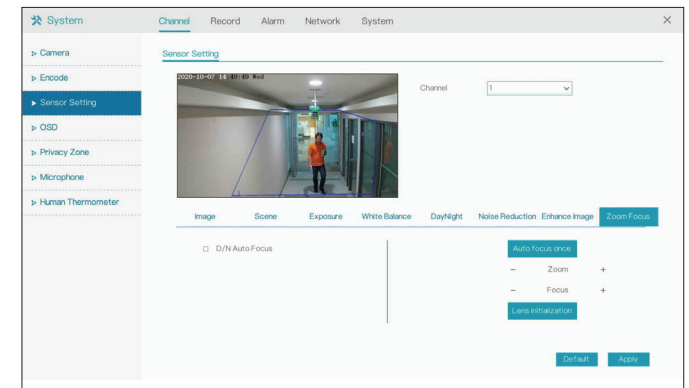 System
Channel Record Alarm Network System
Camera
Encode
Sensor Setting
OSD
Privacy Zone
Microphone
Human Thermometer
Sensor Setting
2020-10-07 14:49:49 Wed
Channel 1
Image Scene Exposure White Balance DayNight Noise Reduction Enhance Image Zoom Focus
D/N Auto Focus
Auto focus once
- Zoom +
- Focus +
Lens initialization
Default Apply